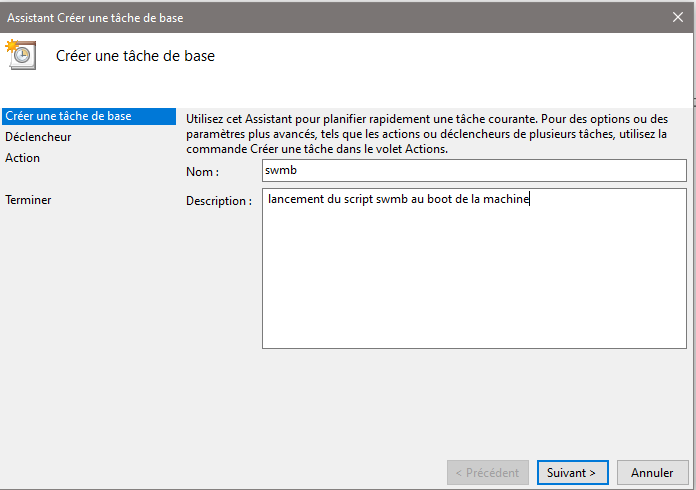 Assistant Créer une tâche de base
Créer une tâche de base
Créer une tâche de base
Déclencheur
Action
Terminer
Utilisez cet Assistant pour planifier rapidement une tâche courante. Pour des options ou des
paramètres plus avancés, tels que les actions ou déclencheurs de plusieurs tâches, utilisez la
commande Créer une tâche dans le volet Actions.
Nom : swmb
Description : lancement du script swmb au boot de la machine
< Précédent Suivant > Annuler